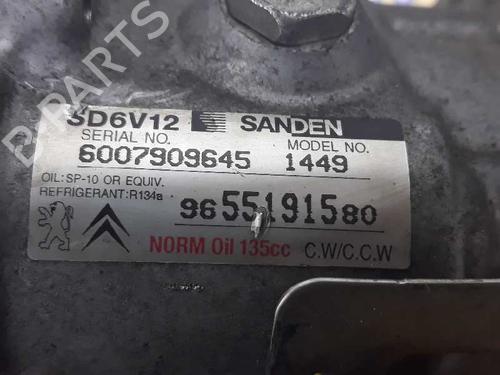 SD6V12 SANDEN
SERIAL NO. MODEL NO.
6007909645 1449
OIL:SP-10 OR EQUIV.
REFRIGERANT:R134a
9655191580
NORM Oil 135cc C.W/C.C.W
B-PARTS